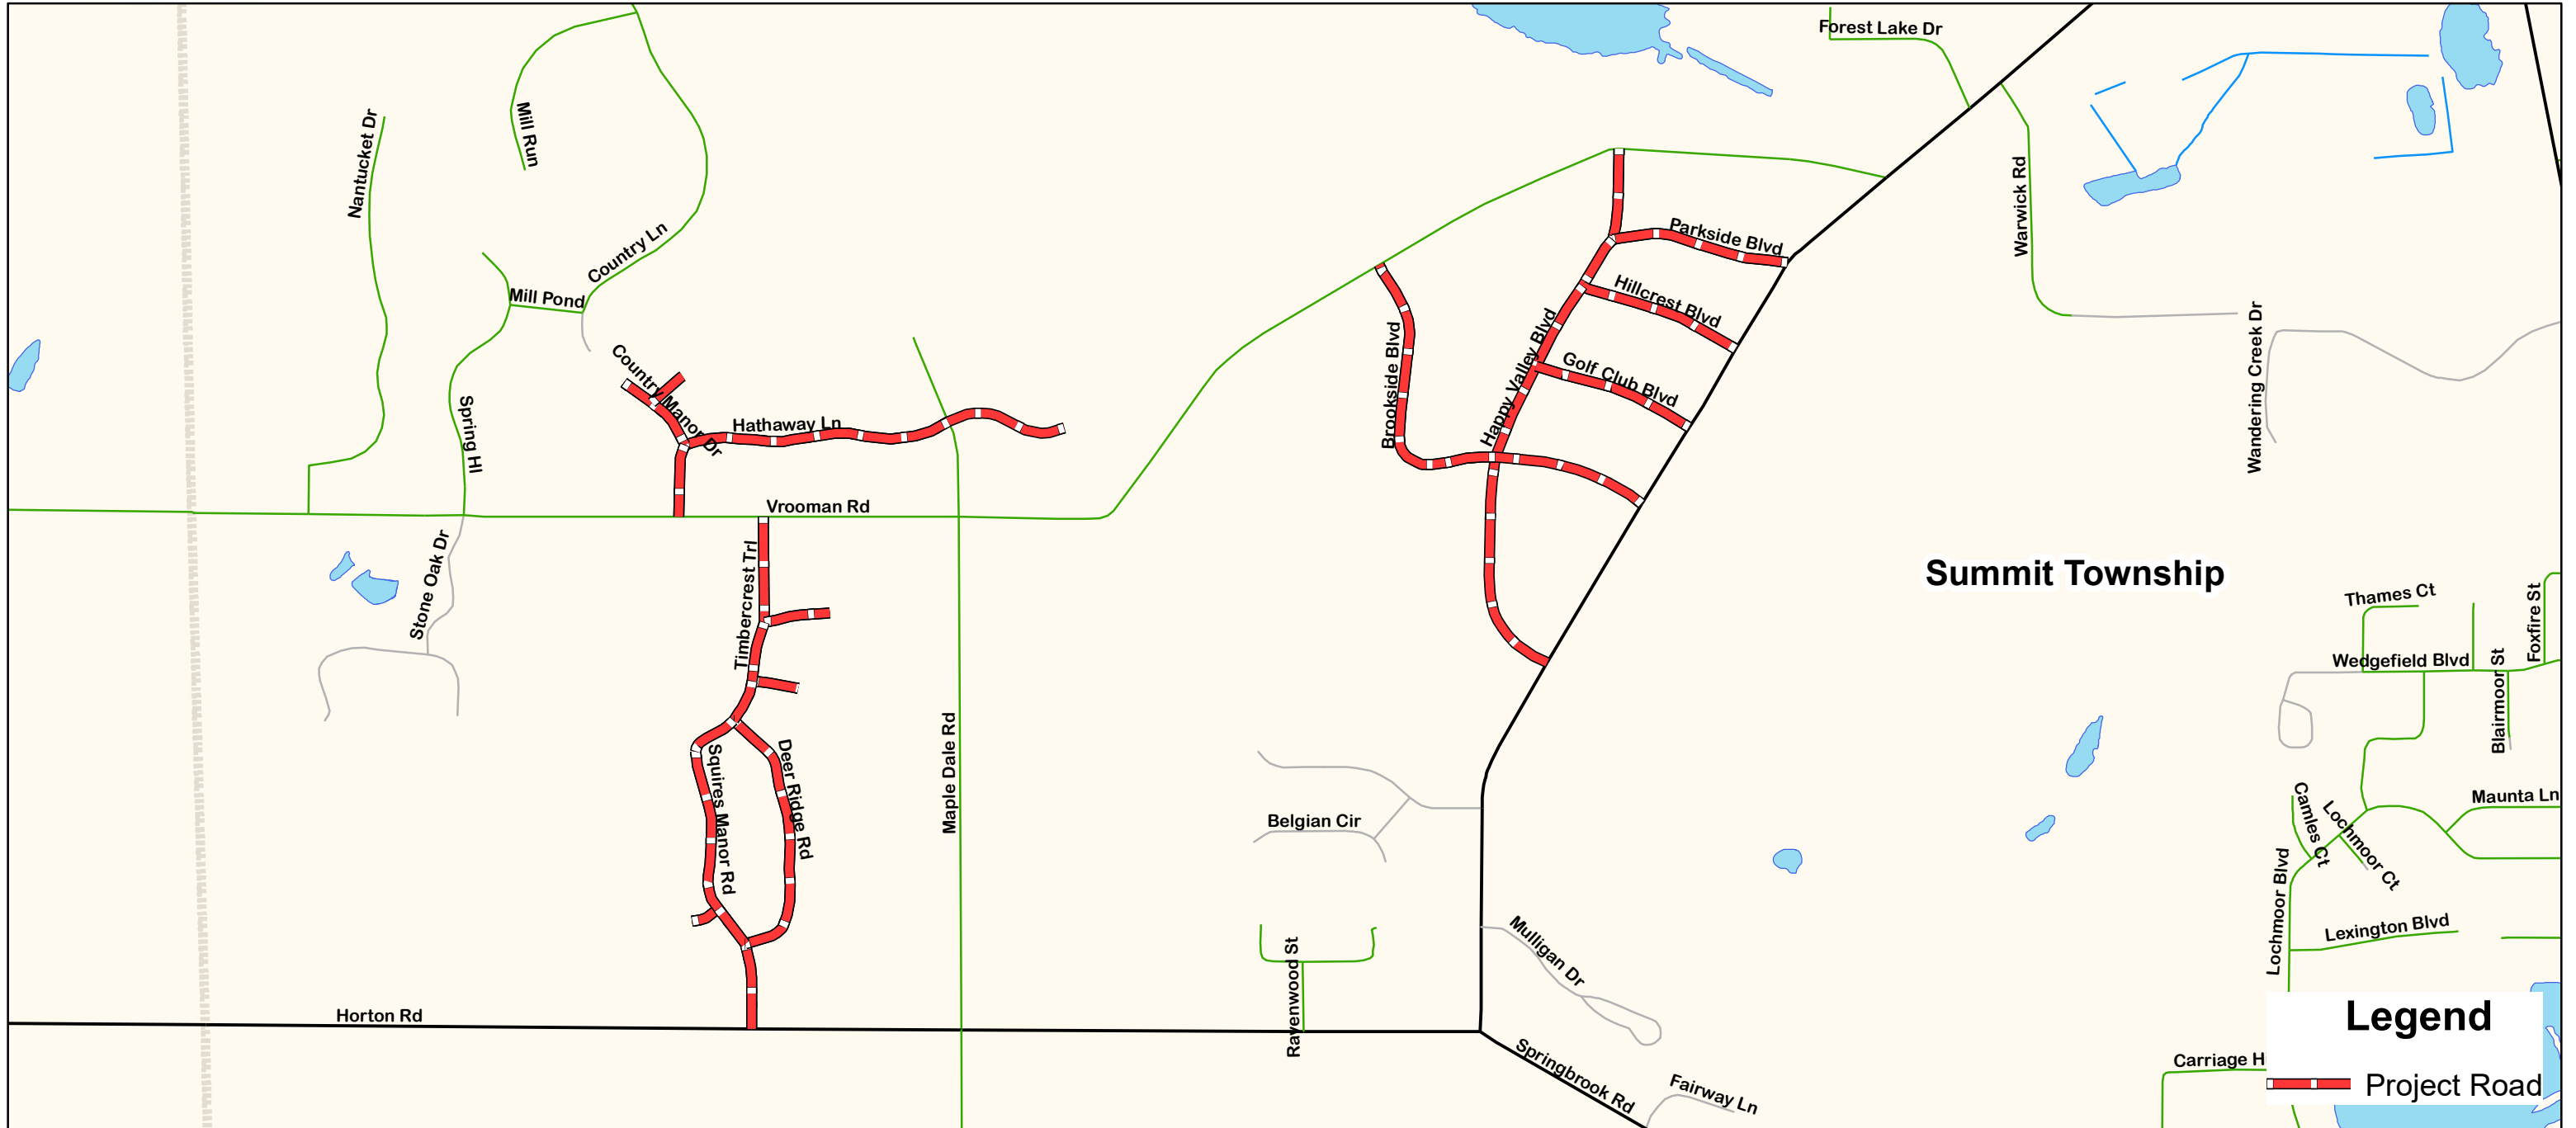 Forest Lake Dr
Nantucket Dr
Mill Run
Country Ln
Mill Pond
Warwick Rd
Parkside Blvd
Hillcrest Blvd
Golf Club Blvd
Happy Valley Blvd
Brookside Blvd
Wandering Creek Dr
Country Manor Dr
Hathaway Ln
Spring Hl
Vrooman Rd
Stone Oak Dr
Timbercrest Trl
Summit Township
Thames Ct
Foxfire St
Wedgefield Blvd
Blairmoor St
Squires Manor Rd
Deer Ridge Rd
Maple Dale Rd
Belgian Cir
Maunta Ln
Camles Ct
Lochmoor Ct
Lochmoor Blvd
Lexington Blvd
Mulligan Dr
Ravenwood St
Horton Rd
Springbrook Rd
Fairway Ln
Carriage H
Legend
Project Road